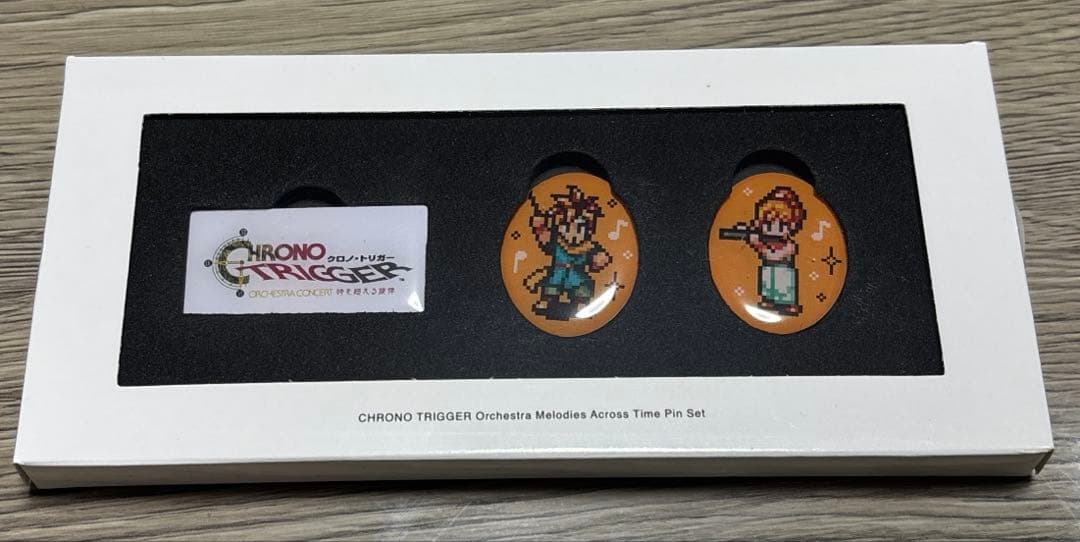 CHRONO
クロノ・トリガー
TRIGGER
ORCHESTRA CONCERT 時を超える旋律
CHRONO TRIGGER Orchestra Melodies Across Time Pin Set